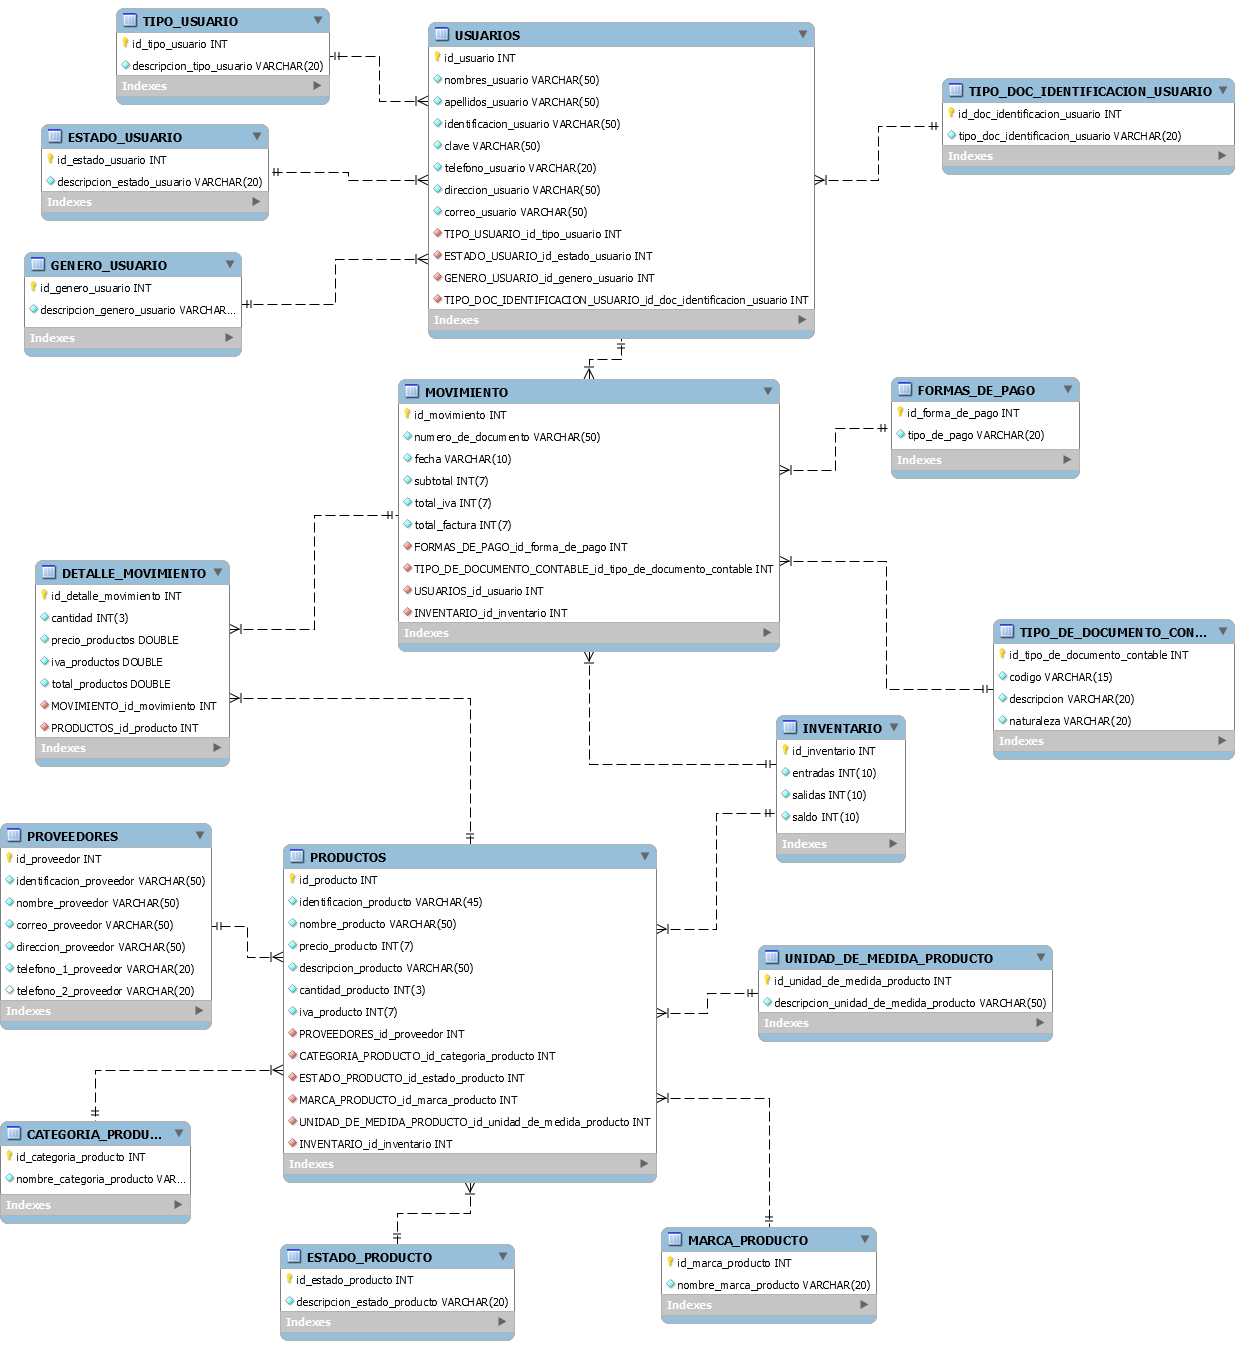 TIPO_USUARIO
id_tipo_usuario INT
descripcion_tipo_usuario VARCHAR(20)
Indexes
USUARIOS
id_usuario INT
nombres_usuario VARCHAR(50)
apellidos_usuario VARCHAR(50)
identificacion_usuario VARCHAR(50)
clave VARCHAR(50)
telefono_usuario VARCHAR(20)
direccion_usuario VARCHAR(50)
correo_usuario VARCHAR(50)
TIPO_USUARIO_id_tipo_usuario INT
ESTADO_USUARIO_id_estado_usuario INT
GENERO_USUARIO_id_genero_usuario INT
TIPO_DOC_IDENTIFICACION_USUARIO_id_doc_identificacion_usuario INT
Indexes
TIPO_DOC_IDENTIFICACION_USUARIO
id_doc_identificacion_usuario INT
tipo_doc_identificacion_usuario VARCHAR(20)
Indexes
ESTADO_USUARIO
id_estado_usuario INT
descripcion_estado_usuario VARCHAR(20)
Indexes
GENERO_USUARIO
id_genero_usuario INT
descripcion_genero_usuario VARCHAR...
Indexes
MOVIMIENTO
id_movimiento INT
numero_de_documento VARCHAR(50)
fecha VARCHAR(10)
subtotal INT(7)
total_iva INT(7)
total_factura INT(7)
FORMAS_DE_PAGO_id_forma_de_pago INT
TIPO_DE_DOCUMENTO_CONTABLE_id_tipo_de_documento_contable INT
USUARIOS_id_usuario INT
INVENTARIO_id_inventario INT
Indexes
FORMAS_DE_PAGO
id_forma_de_pago INT
tipo_de_pago VARCHAR(20)
Indexes
DETALLE_MOVIMIENTO
id_detalle_movimiento INT
cantidad INT(3)
precio_productos DOUBLE
iva_productos DOUBLE
total_productos DOUBLE
MOVIMIENTO_id_movimiento INT
PRODUCTOS_id_producto INT
Indexes
TIPO_DE_DOCUMENTO_CON...
id_tipo_de_documento_contable INT
codigo VARCHAR(15)
descripcion VARCHAR(20)
naturaleza VARCHAR(20)
Indexes
INVENTARIO
id_inventario INT
entradas INT(10)
salidas INT(10)
saldo INT(10)
Indexes
PROVEEDORES
id_proveedor INT
identificacion_proveedor VARCHAR(50)
nombre_proveedor VARCHAR(50)
correo_proveedor VARCHAR(50)
direccion_proveedor VARCHAR(50)
telefono_1_proveedor VARCHAR(20)
telefono_2_proveedor VARCHAR(20)
Indexes
PRODUCTOS
id_producto INT
identificacion_producto VARCHAR(45)
nombre_producto VARCHAR(50)
precio_producto INT(7)
descripcion_producto VARCHAR(50)
cantidad_producto INT(3)
iva_producto INT(7)
PROVEEDORES_id_proveedor INT
CATEGORIA_PRODUCTO_id_categoria_producto INT
ESTADO_PRODUCTO_id_estado_producto INT
MARCA_PRODUCTO_id_marca_producto INT
UNIDAD_DE_MEDIDA_PRODUCTO_id_unidad_de_medida_producto INT
INVENTARIO_id_inventario INT
Indexes
UNIDAD_DE_MEDIDA_PRODUCTO
id_unidad_de_medida_producto INT
descripcion_unidad_de_medida_producto VARCHAR(50)
Indexes
CATEGORIA_PRODU...
id_categoria_producto INT
nombre_categoria_producto VAR...
Indexes
ESTADO_PRODUCTO
id_estado_producto INT
descripcion_estado_producto VARCHAR(20)
Indexes
MARCA_PRODUCTO
id_marca_producto INT
nombre_marca_producto VARCHAR(20)
Indexes